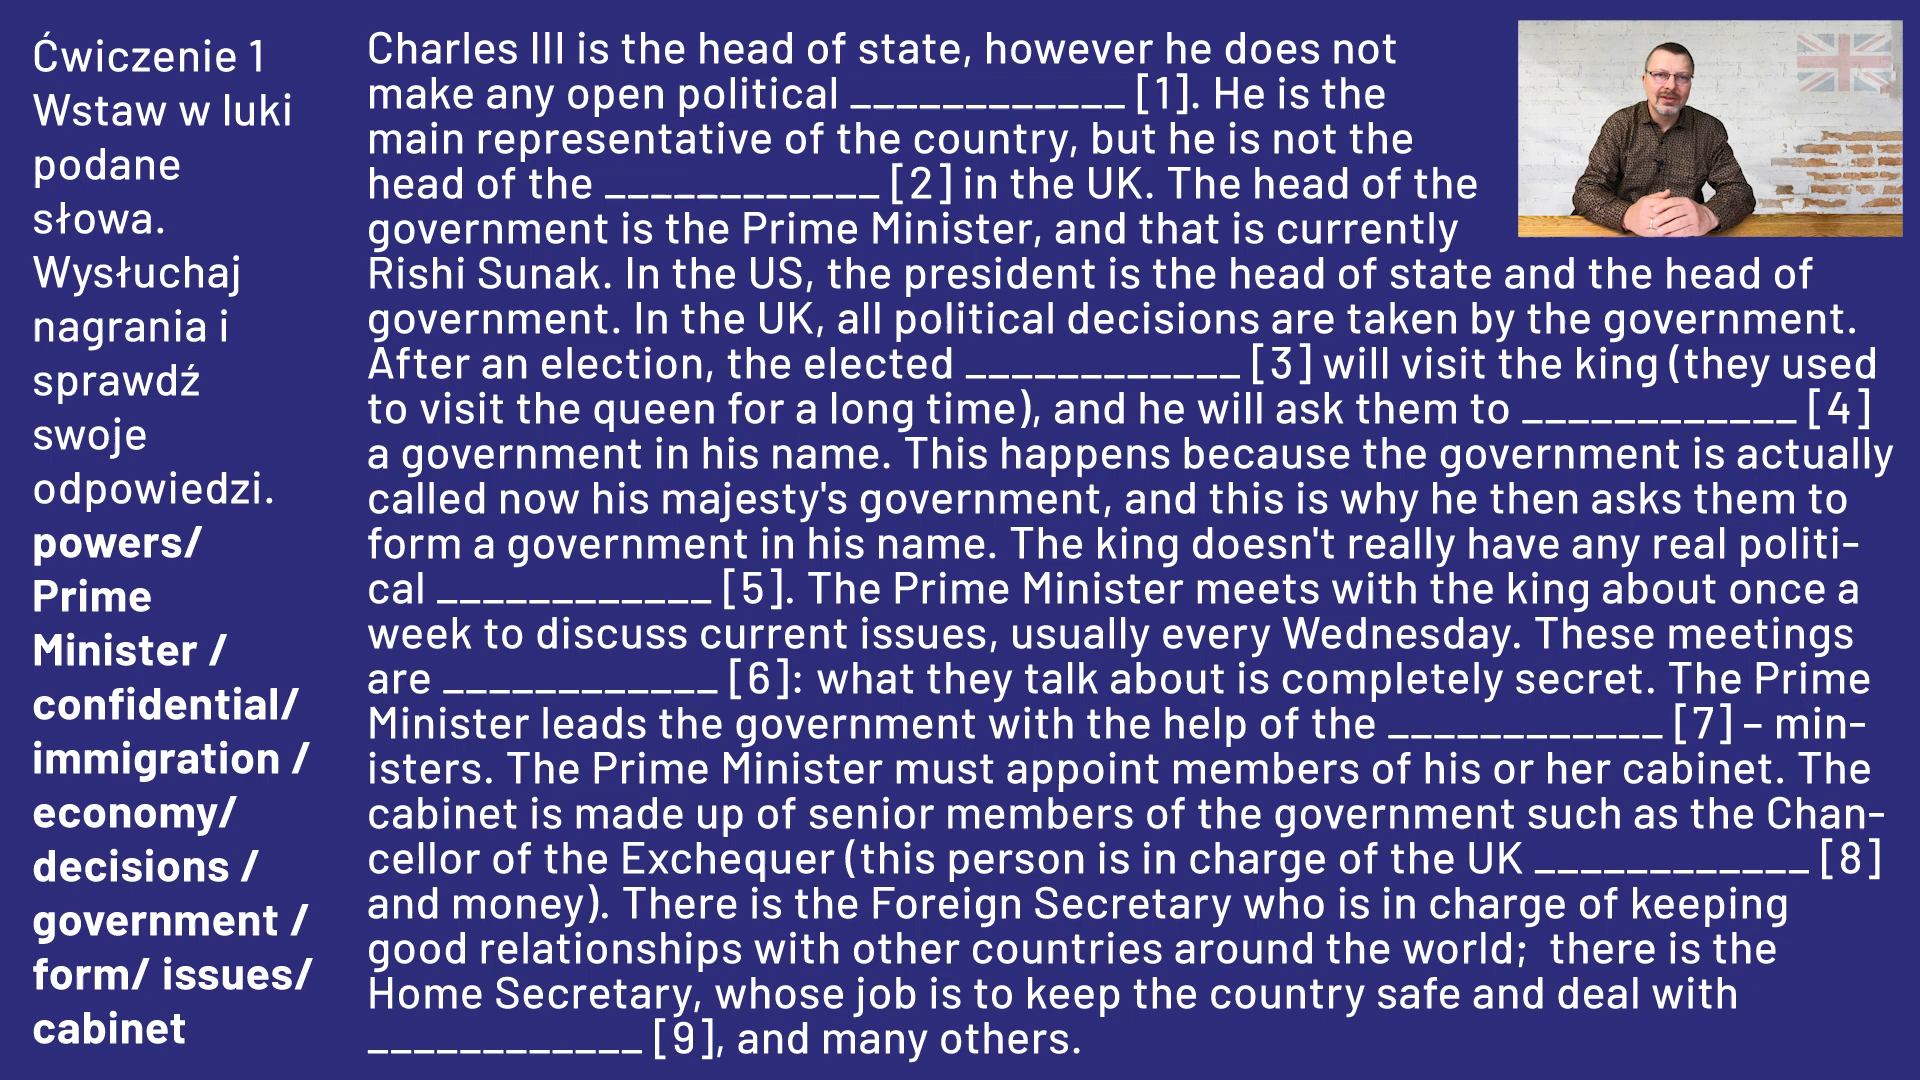 Ćwiczenie 1
Wstaw w luki
podane
słowa.
Wysłuchaj
nagrania i
sprawdź
swoje
odpowiedzi.
powers/
Prime
Minister /
confidential/
immigration /
economy/
decisions /
government /
form/ issues/
cabinet
Charles III is the head of state, however he does not
make any open political ____________ [1]. He is the
main representative of the country, but he is not the
head of the ____________ [2] in the UK. The head of the
government is the Prime Minister, and that is currently
Rishi Sunak. In the US, the president is the head of state and the head of
government. In the UK, all political decisions are taken by the government.
After an election, the elected ____________ [3] will visit the king (they used
to visit the queen for a long time), and he will ask them to ____________ [4]
a government in his name. This happens because the government is actually
called now his majesty's government, and this is why he then asks them to
form a government in his name. The king doesn't really have any real politi-
cal ____________ [5]. The Prime Minister meets with the king about once a
week to discuss current issues, usually every Wednesday. These meetings
are ____________ [6]: what they talk about is completely secret. The Prime
Minister leads the government with the help of the ____________ [7] – min-
isters. The Prime Minister must appoint members of his or her cabinet. The
cabinet is made up of senior members of the government such as the Chan-
cellor of the Exchequer (this person is in charge of the UK ____________ [8]
and money). There is the Foreign Secretary who is in charge of keeping
good relationships with other countries around the world;  there is the
Home Secretary, whose job is to keep the country safe and deal with
____________ [9], and many others.